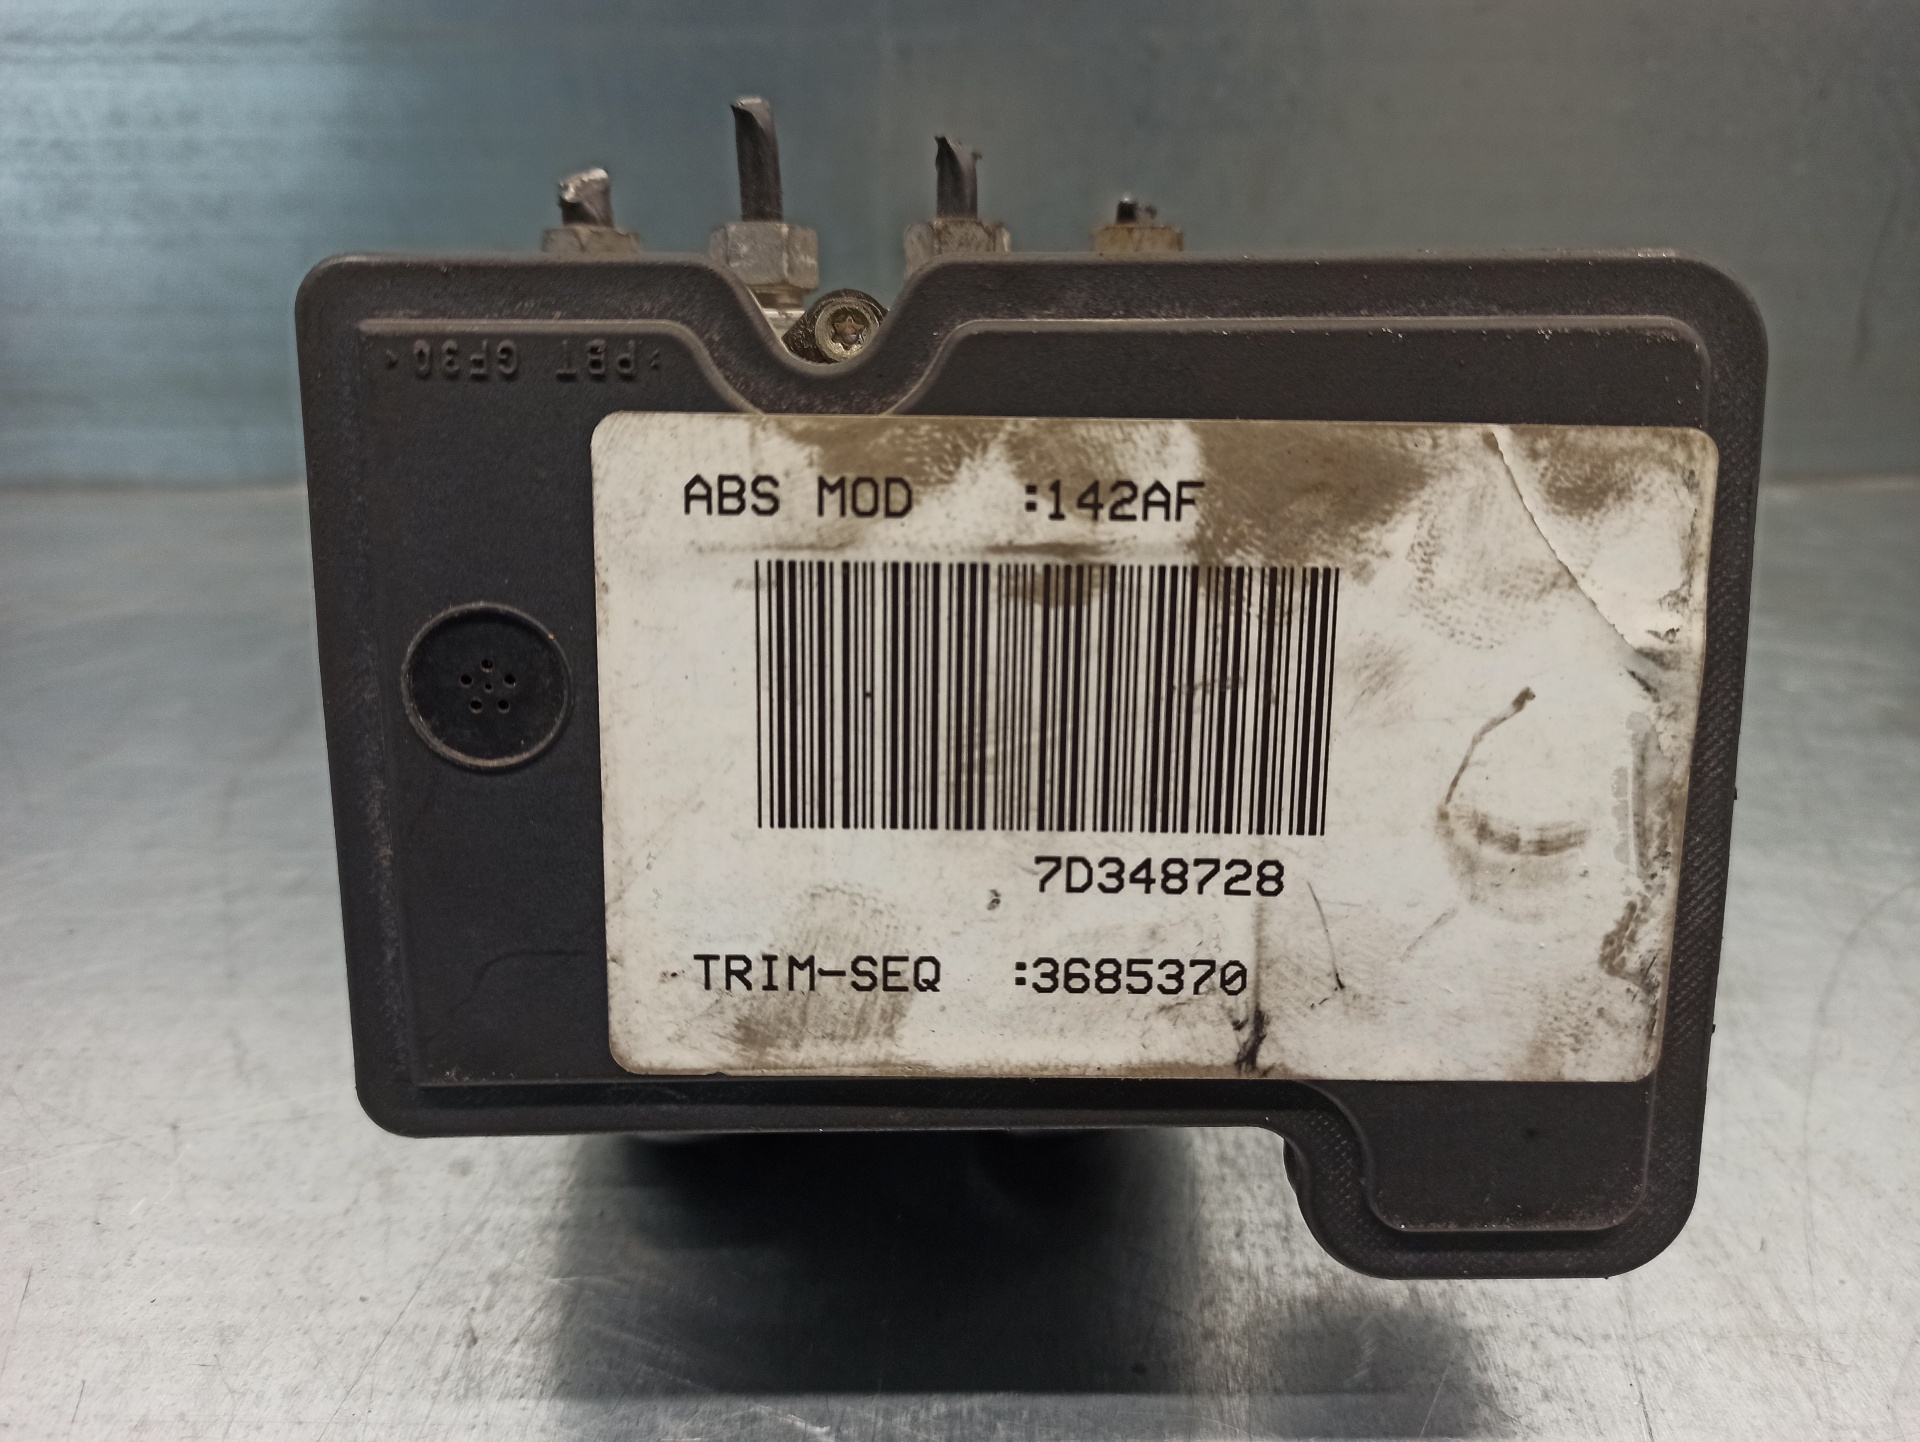 >PBT GF30<
ABS MOD :142AF
7D348728
TRIM-SEQ :3685370